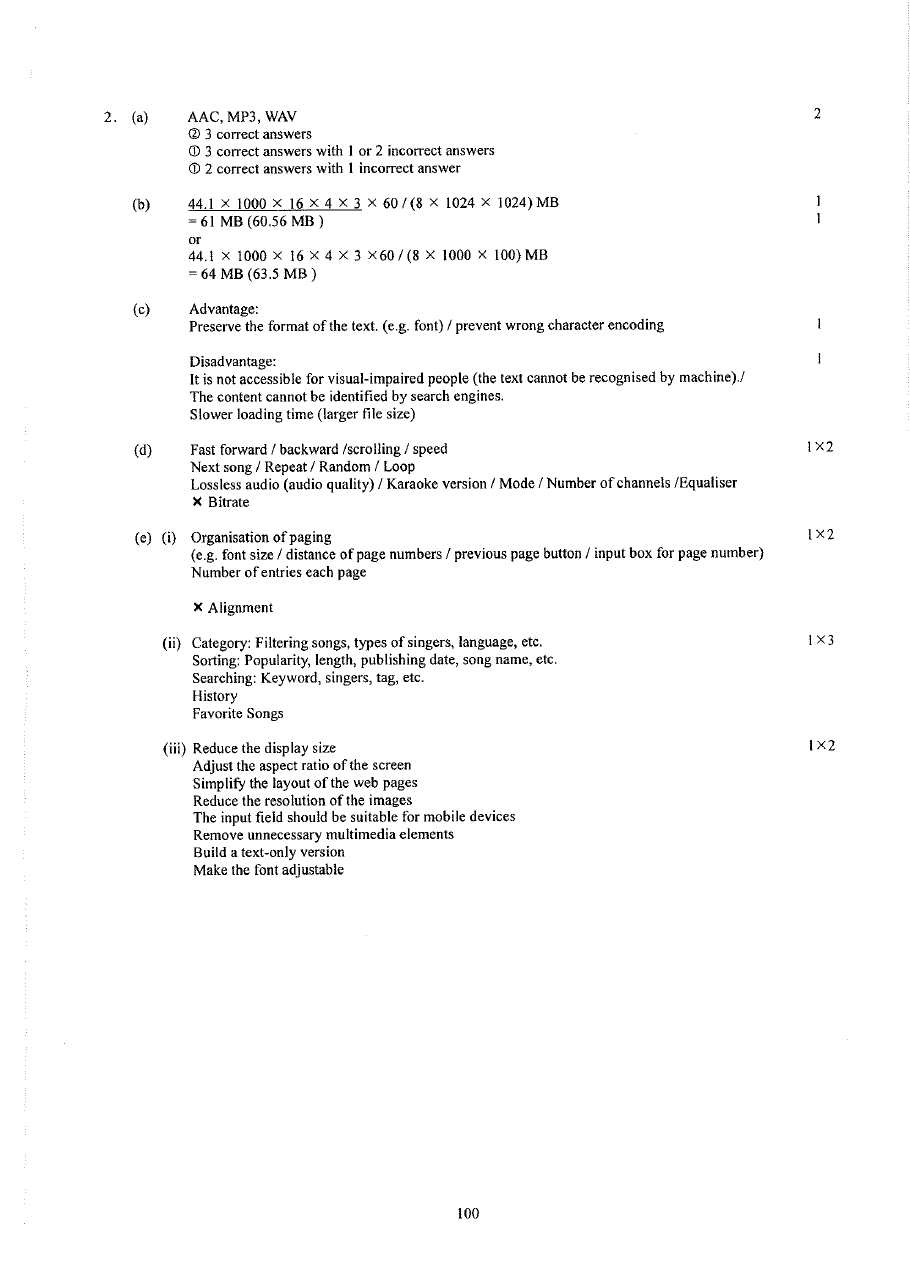 2. (a) AAC, MP3, WAV 2
② 3 correct answers
① 3 correct answers with 1 or 2 incorrect answers
① 2 correct answers with 1 incorrect answer
(b) 44.1 × 1000 × 16 × 4 × 3 × 60 / (8 × 1024 × 1024) MB 1
= 61 MB (60.56 MB ) 1
or
44.1 × 1000 × 16 × 4 × 3 ×60 / (8 × 1000 × 100) MB
= 64 MB (63.5 MB )
(c) Advantage:
Preserve the format of the text. (e.g. font) / prevent wrong character encoding 1
Disadvantage: 1
It is not accessible for visual-impaired people (the text cannot be recognised by machine)./
The content cannot be identified by search engines.
Slower loading time (larger file size)
(d) Fast forward / backward /scrolling / speed 1×2
Next song / Repeat / Random / Loop
Lossless audio (audio quality) / Karaoke version / Mode / Number of channels /Equaliser
× Bitrate
(e) (i) Organisation of paging 1×2
(e.g. font size / distance of page numbers / previous page button / input box for page number)
Number of entries each page
× Alignment
(ii) Category: Filtering songs, types of singers, language, etc. 1×3
Sorting: Popularity, length, publishing date, song name, etc.
Searching: Keyword, singers, tag, etc.
History
Favorite Songs
(iii) Reduce the display size 1×2
Adjust the aspect ratio of the screen
Simplify the layout of the web pages
Reduce the resolution of the images
The input field should be suitable for mobile devices
Remove unnecessary multimedia elements
Build a text-only version
Make the font adjustable
100